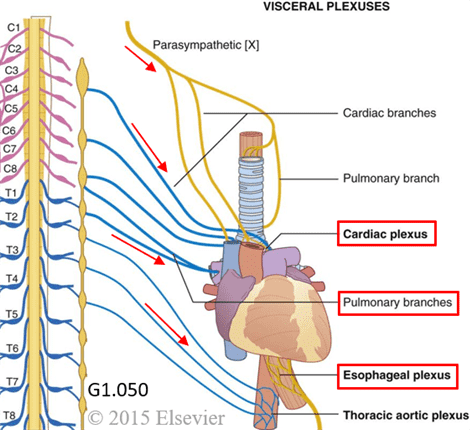 VISCERAL PLEXUSES
C1
C2
C3
C4
C5
C6
C7
C8
T1
T2
T3
T4
T5
T6
T7
T8
Parasympathetic [X]
Cardiac branches
Pulmonary branch
Cardiac plexus
Pulmonary branches
Esophageal plexus
Thoracic aortic plexus
G1.050
© 2015 Elsevier